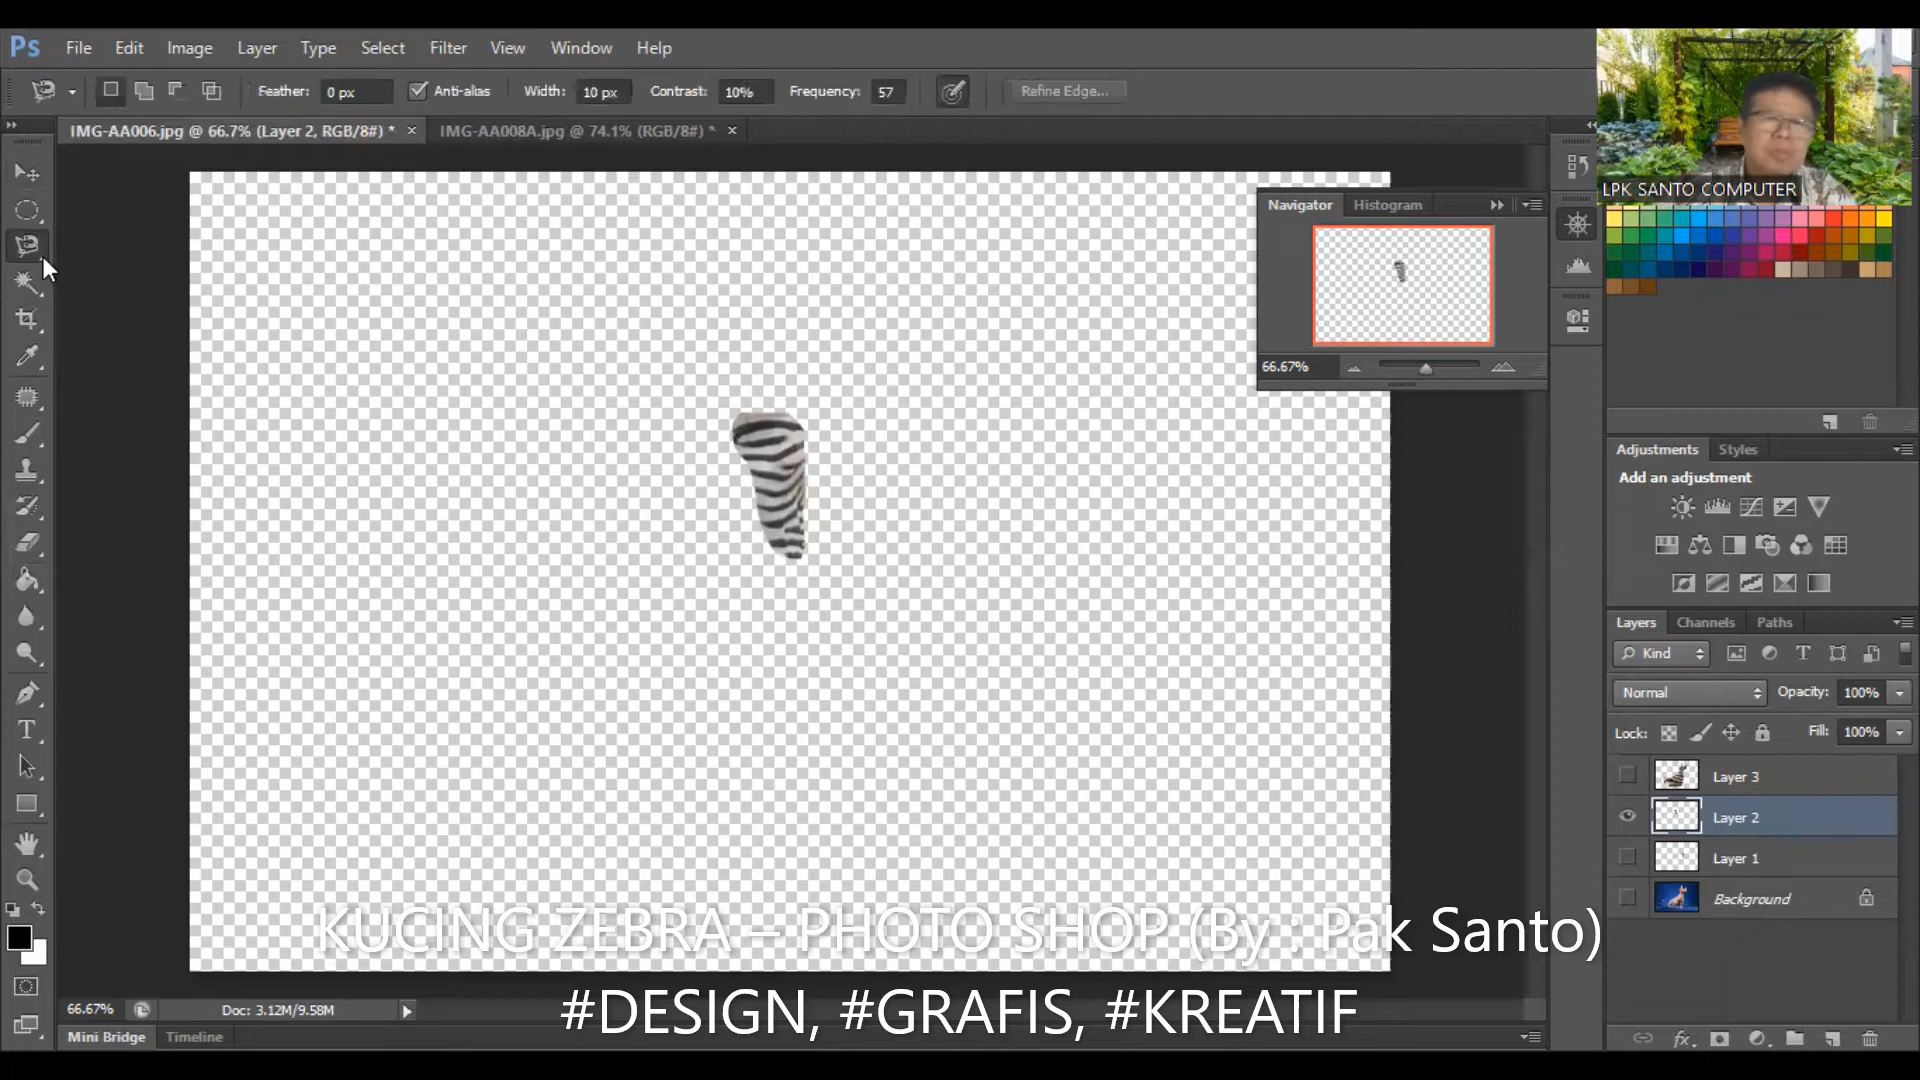 Ps File Edit Image Layer Type Select Filter View Window Help
Feather: 0 px Anti-alias Width: 10 px Contrast: 10% Frequency: 57 Refine Edge...
IMG-AA006.jpg @ 66.7% (Layer 2, RGB/8#) * × IMG-AA008A.jpg @ 74.1% (RGB/8#) * ×
LPK SANTO COMPUTER
Navigator Histogram
66.67%
Adjustments Styles
Add an adjustment
Layers Channels Paths
Kind
Normal Opacity: 100%
Lock: Fill: 100%
Layer 3
Layer 2
Layer 1
Background
KUCING ZEBRA – PHOTO SHOP (By : Pak Santo)
#DESIGN, #GRAFIS, #KREATIF
66.67% Doc: 3.12M/9.58M
Mini Bridge Timeline